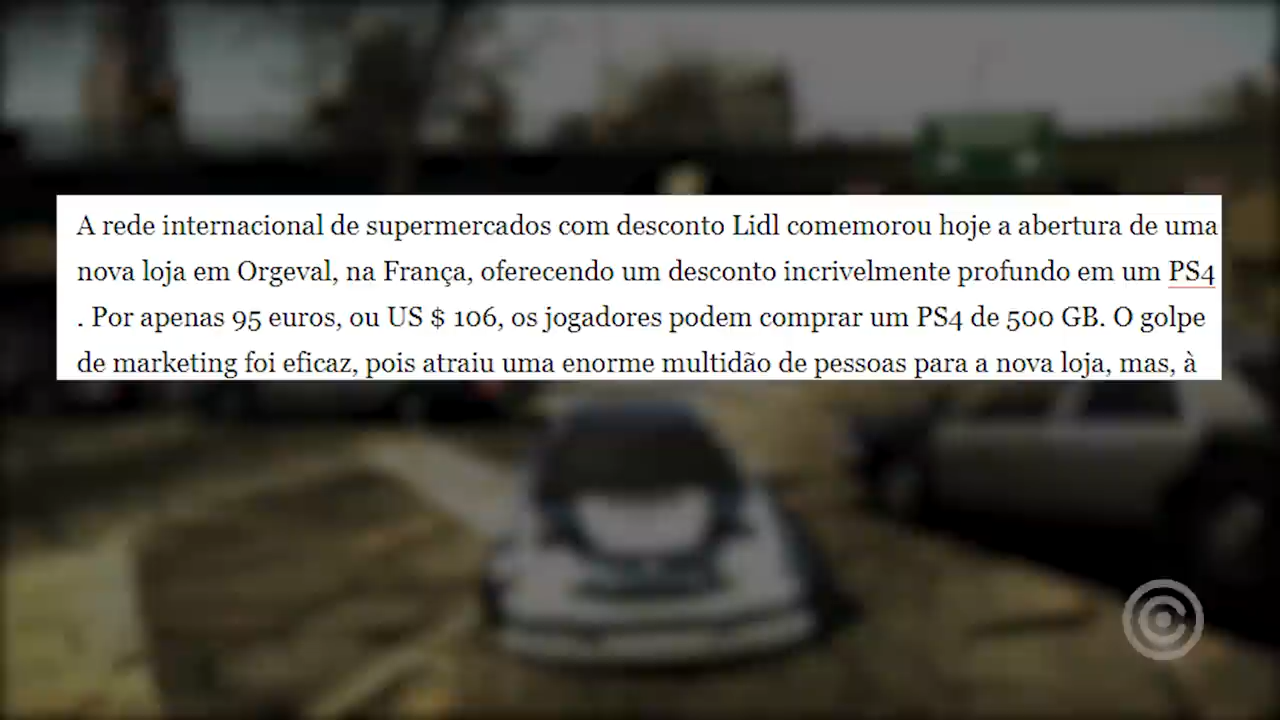 A rede internacional de supermercados com desconto Lidl comemorou hoje a abertura de uma
nova loja em Orgeval, na França, oferecendo um desconto incrivelmente profundo em um PS4
. Por apenas 95 euros, ou US $ 106, os jogadores podem comprar um PS4 de 500 GB. O golpe
de marketing foi eficaz, pois atraiu uma enorme multidão de pessoas para a nova loja, mas, à